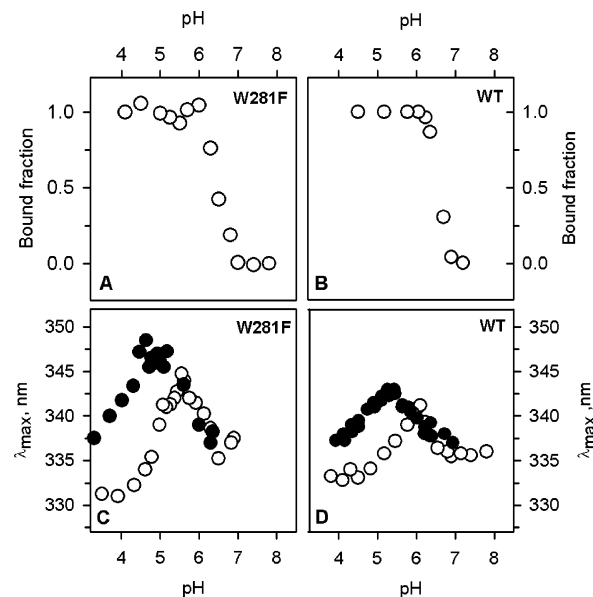 pH
pH
4 5 6 7 8
4 5 6 7 8
W281F
WT
1.0
0.5
0.0
Bound fraction
A
B
1.0
0.5
0.0
Bound fraction
W281F
WT
350
345
340
335
330
λmax, nm
C
D
350
345
340
335
330
λmax ,nm
4 5 6 7 8
4 5 6 7 8
pH
pH